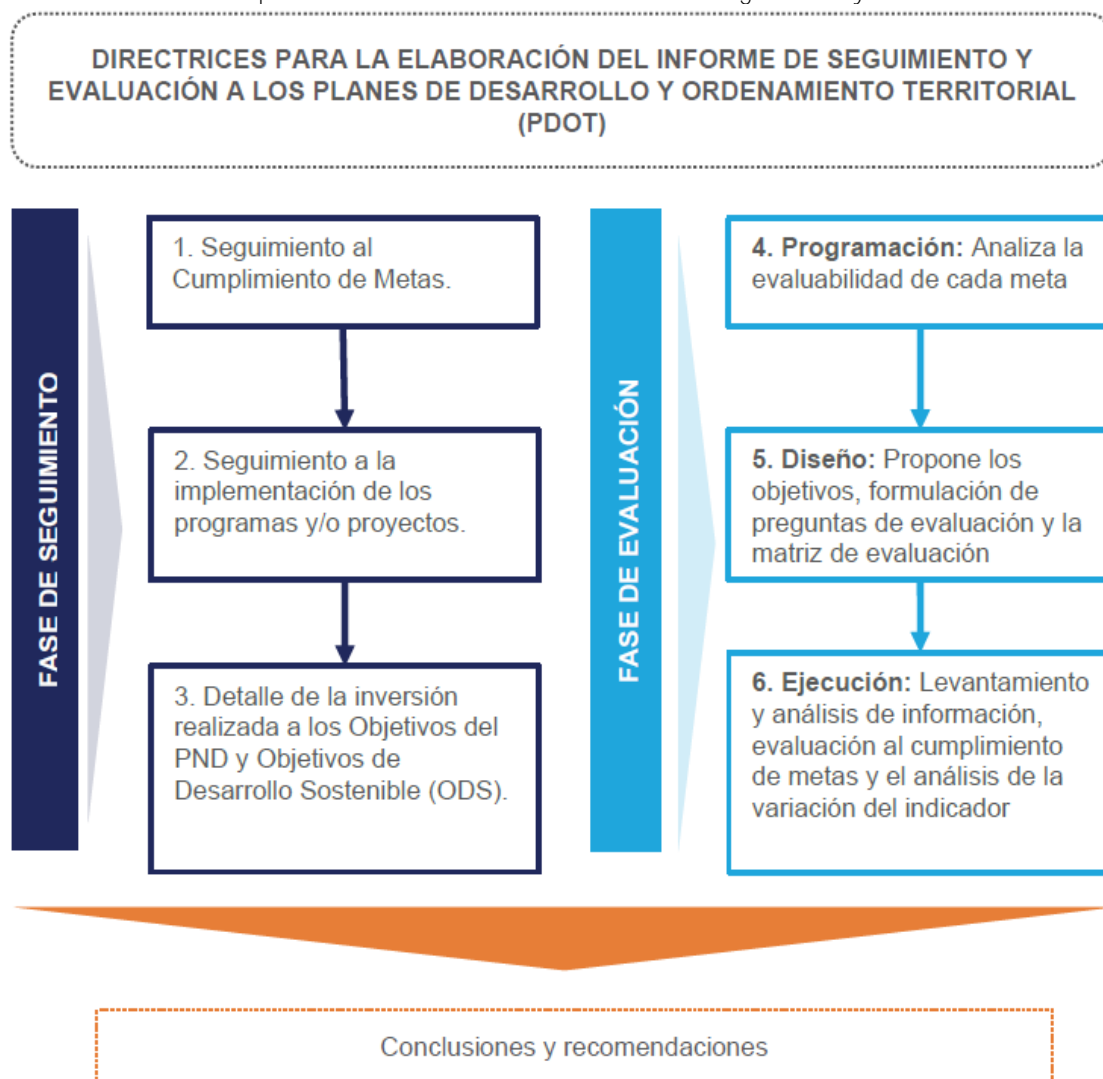 DIRECTRICES PARA LA ELABORACIÓN DEL INFORME DE SEGUIMIENTO Y
EVALUACIÓN A LOS PLANES DE DESARROLLO Y ORDENAMIENTO TERRITORIAL
(PDOT)
FASE DE SEGUIMIENTO
1. Seguimiento al
Cumplimiento de Metas.
2. Seguimiento a la
implementación de los
programas y/o proyectos.
3. Detalle de la inversión
realizada a los Objetivos del
PND y Objetivos de
Desarrollo Sostenible (ODS).
FASE DE EVALUACIÓN
4. Programación: Analiza la
evaluabilidad de cada meta
5. Diseño: Propone los
objetivos, formulación de
preguntas de evaluación y la
matriz de evaluación
6. Ejecución: Levantamiento
y análisis de información,
evaluación al cumplimiento
de metas y el análisis de la
variación del indicador
Conclusiones y recomendaciones